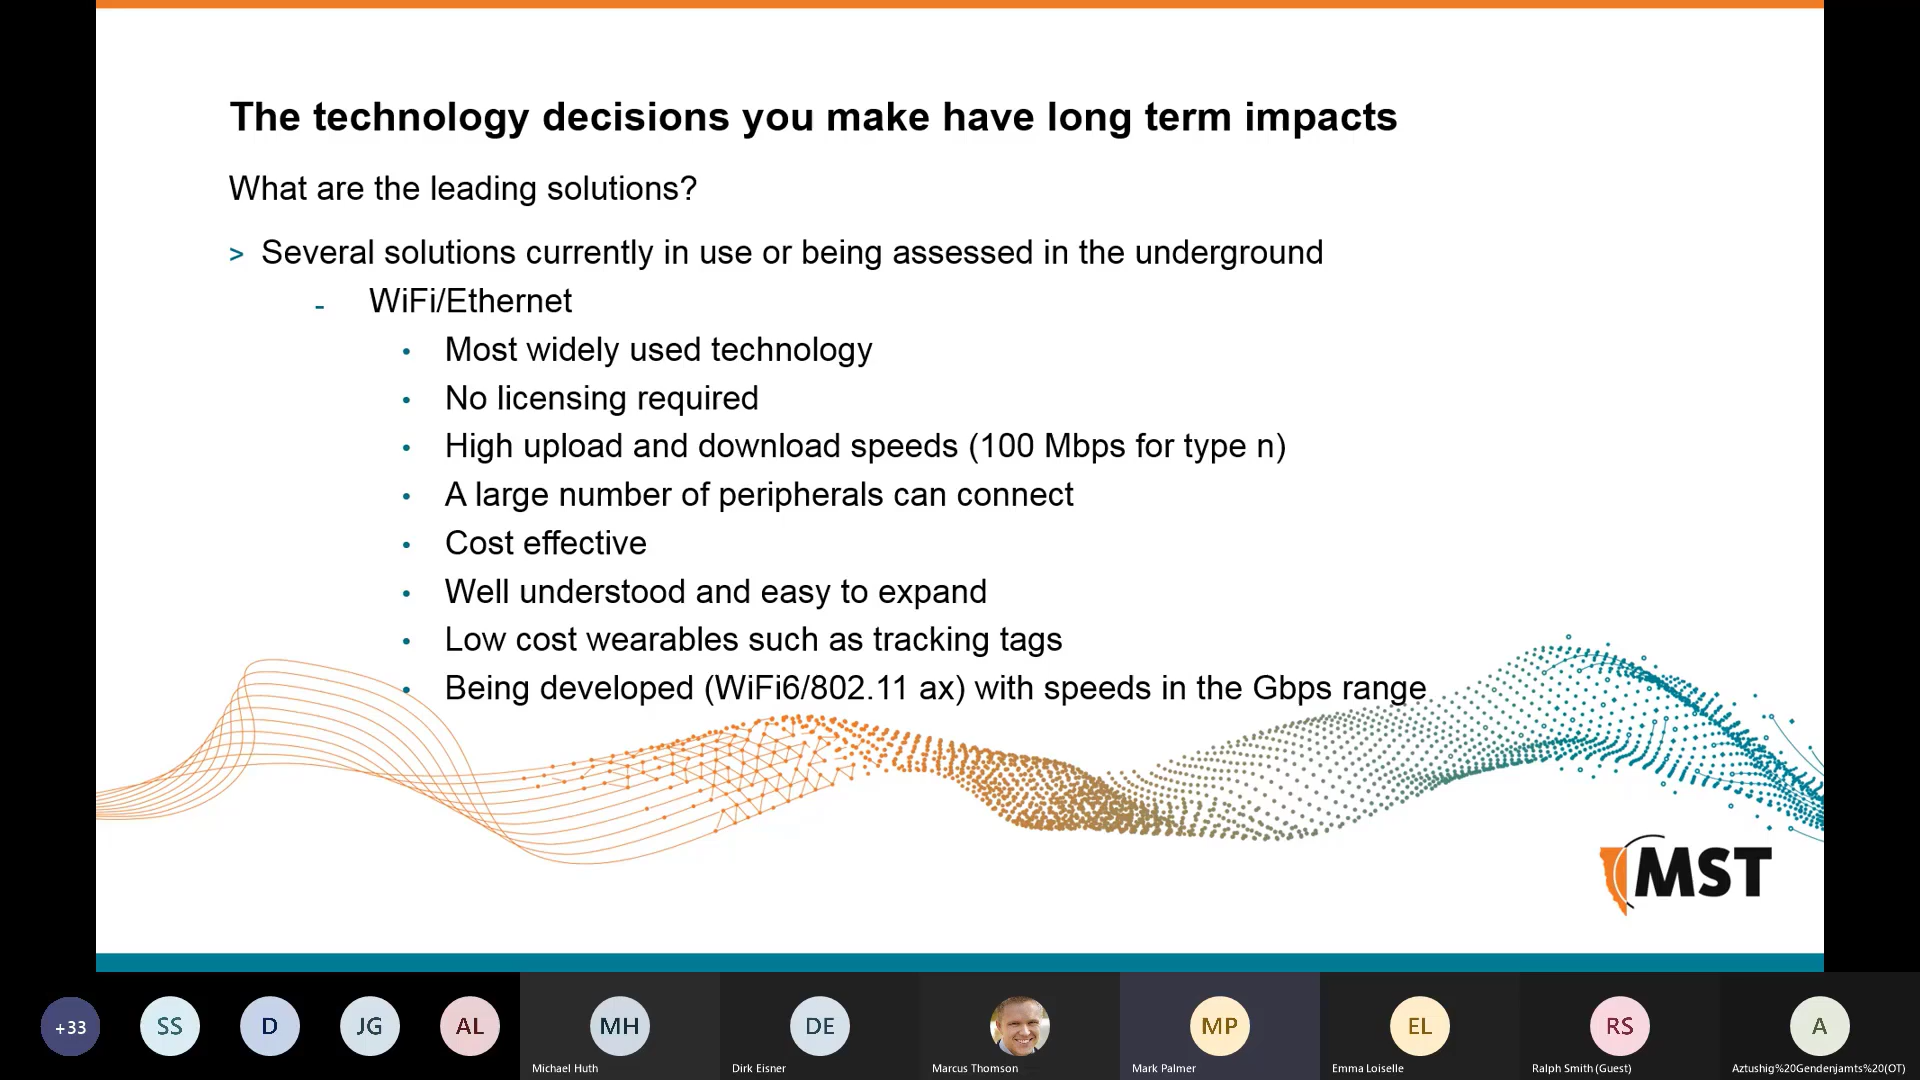 The technology decisions you make have long term impacts
What are the leading solutions?
> Several solutions currently in use or being assessed in the underground
- WiFi/Ethernet
• Most widely used technology
• No licensing required
• High upload and download speeds (100 Mbps for type n)
• A large number of peripherals can connect
• Cost effective
• Well understood and easy to expand
• Low cost wearables such as tracking tags
• Being developed (WiFi6/802.11 ax) with speeds in the Gbps range
MST
+33 SS D JG AL MH DE MP EL RS A
Michael Huth Dirk Eisner Marcus Thomson Mark Palmer Emma Loiselle Ralph Smith (Guest) Aztushig%20Gendenjamts%20(OT)